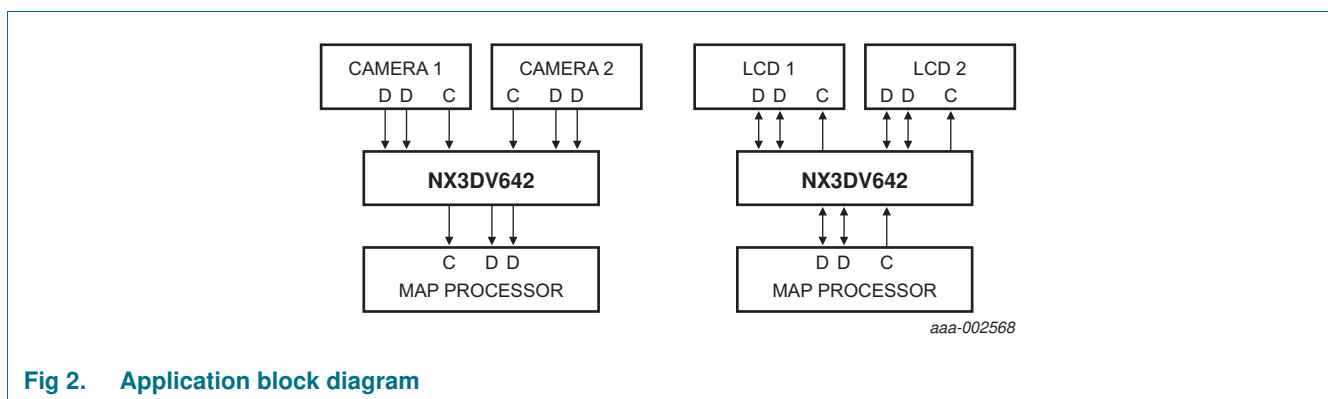 CAMERA 1
D D C
CAMERA 2
C D D
NX3DV642
C D D
MAP PROCESSOR
LCD 1
D D C
LCD 2
D D C
NX3DV642
D D C
MAP PROCESSOR
aaa-002568
Fig 2. Application block diagram